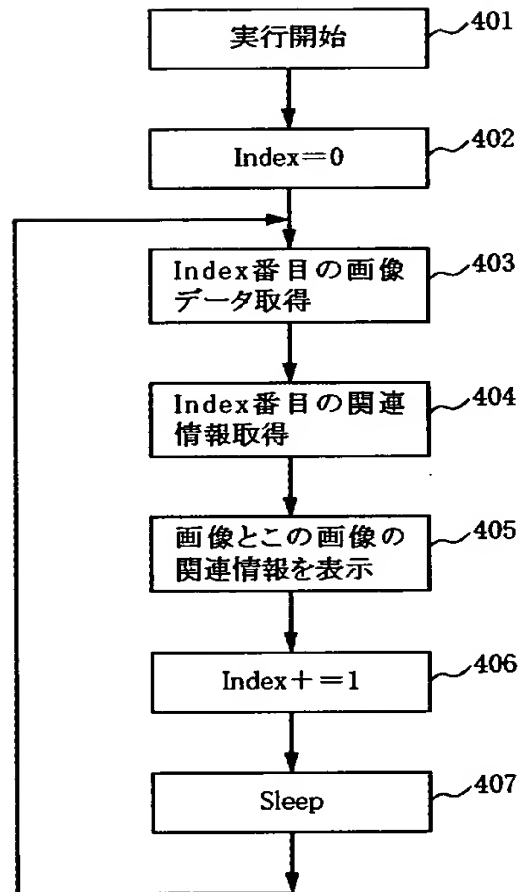 実行開始
401
Index=0
402
Index番目の画像
データ取得
403
Index番目の関連
情報取得
404
画像とこの画像の
関連情報を表示
405
Index+=1
406
Sleep
407